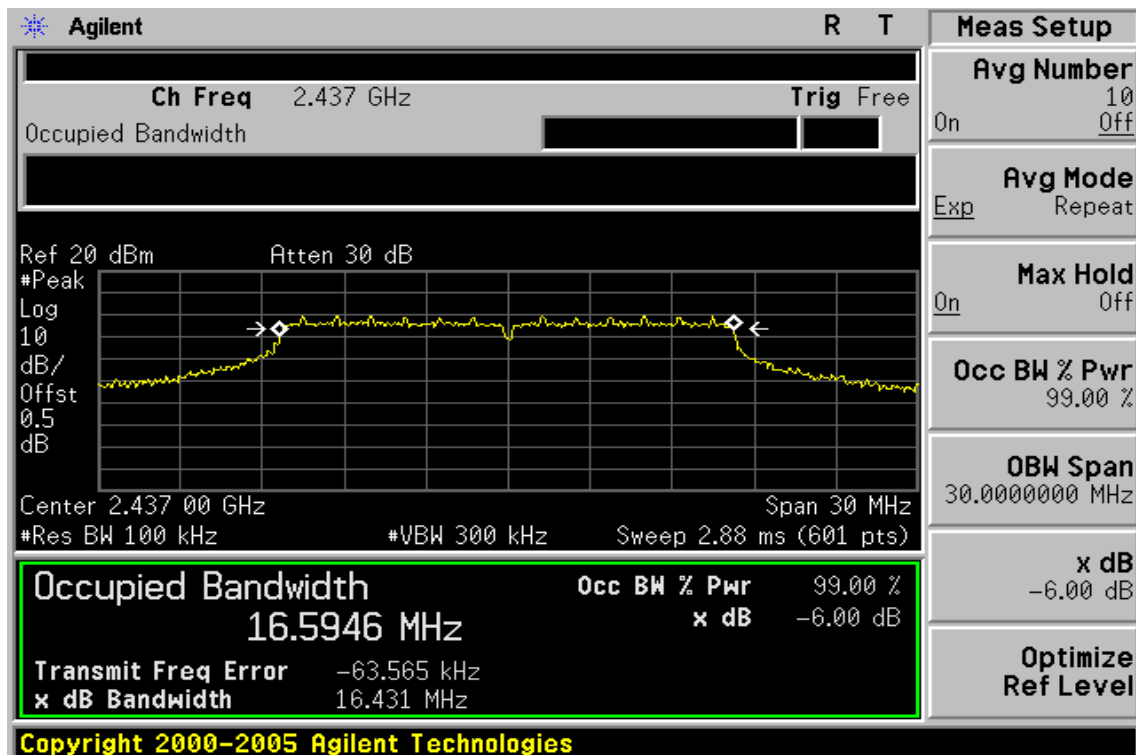 Agilent R T
Ch Freq 2.437 GHz Trig Free
Occupied Bandwidth
Ref 20 dBm Atten 30 dB
#Peak
Log
10
dB/
Offst
0.5
dB
Center 2.437 00 GHz Span 30 MHz
#Res BW 100 kHz #VBW 300 kHz Sweep 2.88 ms (601 pts)
Occupied Bandwidth
16.5946 MHz
Occ BW % Pwr 99.00 %
x dB -6.00 dB
Transmit Freq Error -63.565 kHz
x dB Bandwidth 16.431 MHz
Copyright 2000-2005 Agilent Technologies
Meas Setup
Avg Number
10
On Off
Avg Mode
Exp Repeat
Max Hold
On Off
Occ BW % Pwr
99.00 %
OBW Span
30.0000000 MHz
x dB
-6.00 dB
Optimize
Ref Level